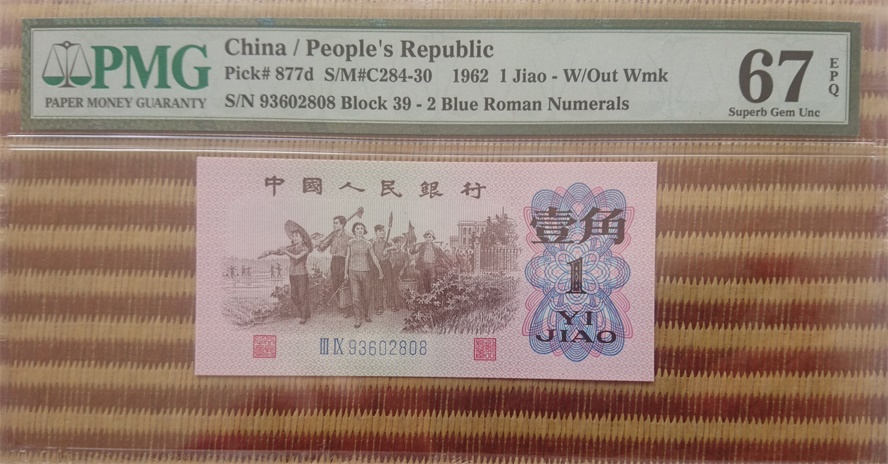 PMG
PAPER MONEY GUARANTY
China / People's Republic
Pick# 877d S/M#C284-30 1962 1 Jiao - W/Out Wmk
S/N 93602808 Block 39 - 2 Blue Roman Numerals
67
EPQ
Superb Gem Unc
中國人民銀行
壹角
1
YI
JIAO
III IX 93602808